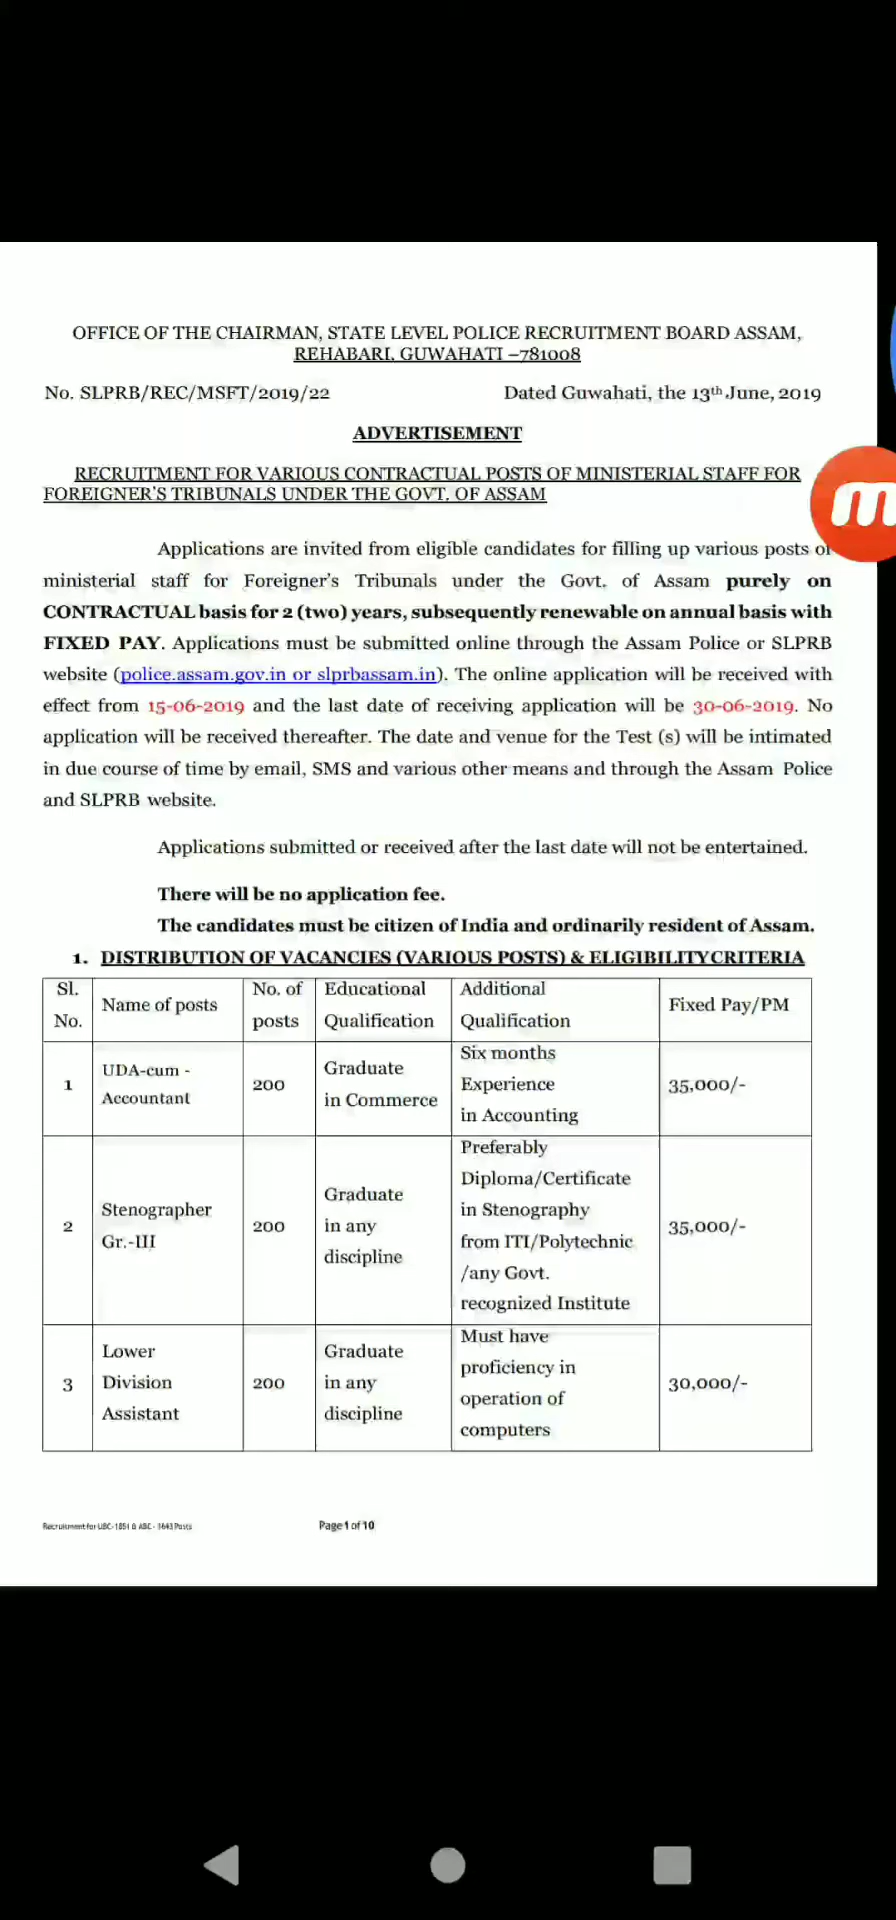 OFFICE OF THE CHAIRMAN, STATE LEVEL POLICE RECRUITMENT BOARD ASSAM,
REHABARI, GUWAHATI –781008
No. SLPRB/REC/MSFT/2019/22 Dated Guwahati, the 13th June, 2019
ADVERTISEMENT
RECRUITMENT FOR VARIOUS CONTRACTUAL POSTS OF MINISTERIAL STAFF FOR
FOREIGNER'S TRIBUNALS UNDER THE GOVT. OF ASSAM
Applications are invited from eligible candidates for filling up various posts of
ministerial staff for Foreigner's Tribunals under the Govt. of Assam purely on
CONTRACTUAL basis for 2 (two) years, subsequently renewable on annual basis with
FIXED PAY. Applications must be submitted online through the Assam Police or SLPRB
website (police.assam.gov.in or slprbassam.in). The online application will be received with
effect from 15-06-2019 and the last date of receiving application will be 30-06-2019. No
application will be received thereafter. The date and venue for the Test (s) will be intimated
in due course of time by email, SMS and various other means and through the Assam Police
and SLPRB website.
Applications submitted or received after the last date will not be entertained.
There will be no application fee.
The candidates must be citizen of India and ordinarily resident of Assam.
1. DISTRIBUTION OF VACANCIES (VARIOUS POSTS) & ELIGIBILITYCRITERIA
Sl. No. Name of posts No. of posts Educational Qualification Additional Qualification Fixed Pay/PM
1 UDA-cum - Accountant 200 Graduate in Commerce Six months Experience in Accounting 35,000/-
2 Stenographer Gr.-III 200 Graduate in any discipline Preferably Diploma/Certificate in Stenography from ITI/Polytechnic /any Govt. recognized Institute 35,000/-
3 Lower Division Assistant 200 Graduate in any discipline Must have proficiency in operation of computers 30,000/-
Recruitment for UBC-1851 & ABC - 1643 Posts Page 1 of 10